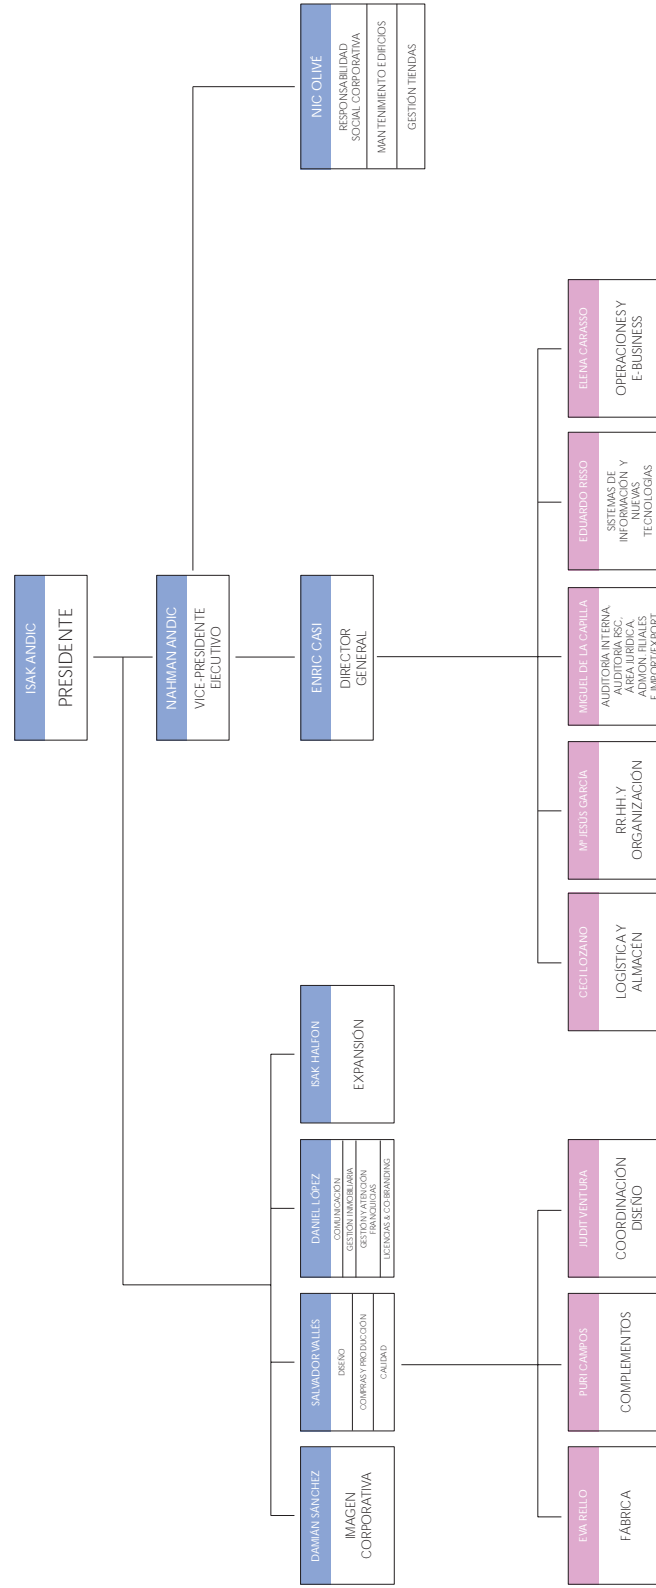 ISAK ANDIC
PRESIDENTE
NAHMAN ANDIC
VICE-PRESIDENTE
EJECUTIVO
DAMIÁN SÁNCHEZ
IMAGEN
CORPORATIVA
SALVADOR VALLÉS
DISEÑO
COMPRAS Y PRODUCCIÓN
CALIDAD
DANIEL LÓPEZ
COMUNICACIÓN
GESTIÓN INMOBILIARIA
GESTIÓN Y ATENCIÓN
FRANQUICIAS
LICENCIAS & CO-BRANDING
ISAK HALFON
EXPANSIÓN
ENRIC CASI
DIRECTOR
GENERAL
NIC OLIVÉ
RESPONSABILIDAD
SOCIAL CORPORATIVA
MANTENIMIENTO EDIFICIOS
GESTIÓN TIENDAS
EVA RELLO
FÁBRICA
PURI CAMPOS
COMPLEMENTOS
JUDIT VENTURA
COORDINACIÓN
DISEÑO
CECI LOZANO
LOGÍSTICA Y
ALMACÉN
Mª JESÚS GARCÍA
RR.HH. Y
ORGANIZACIÓN
MIGUEL DE LA CAPILLA
AUDITORÍA INTERNA,
AUDITORÍA RSC,
ÁREA JURÍDICA,
ADMON. FILIALES
E IMPORT/EXPORT
EDUARDO RISSO
SISTEMAS DE
INFORMACIÓN Y
NUEVAS
TECNOLOGÍAS
ELENA CARASSO
OPERACIONES Y
E-BUSINESS